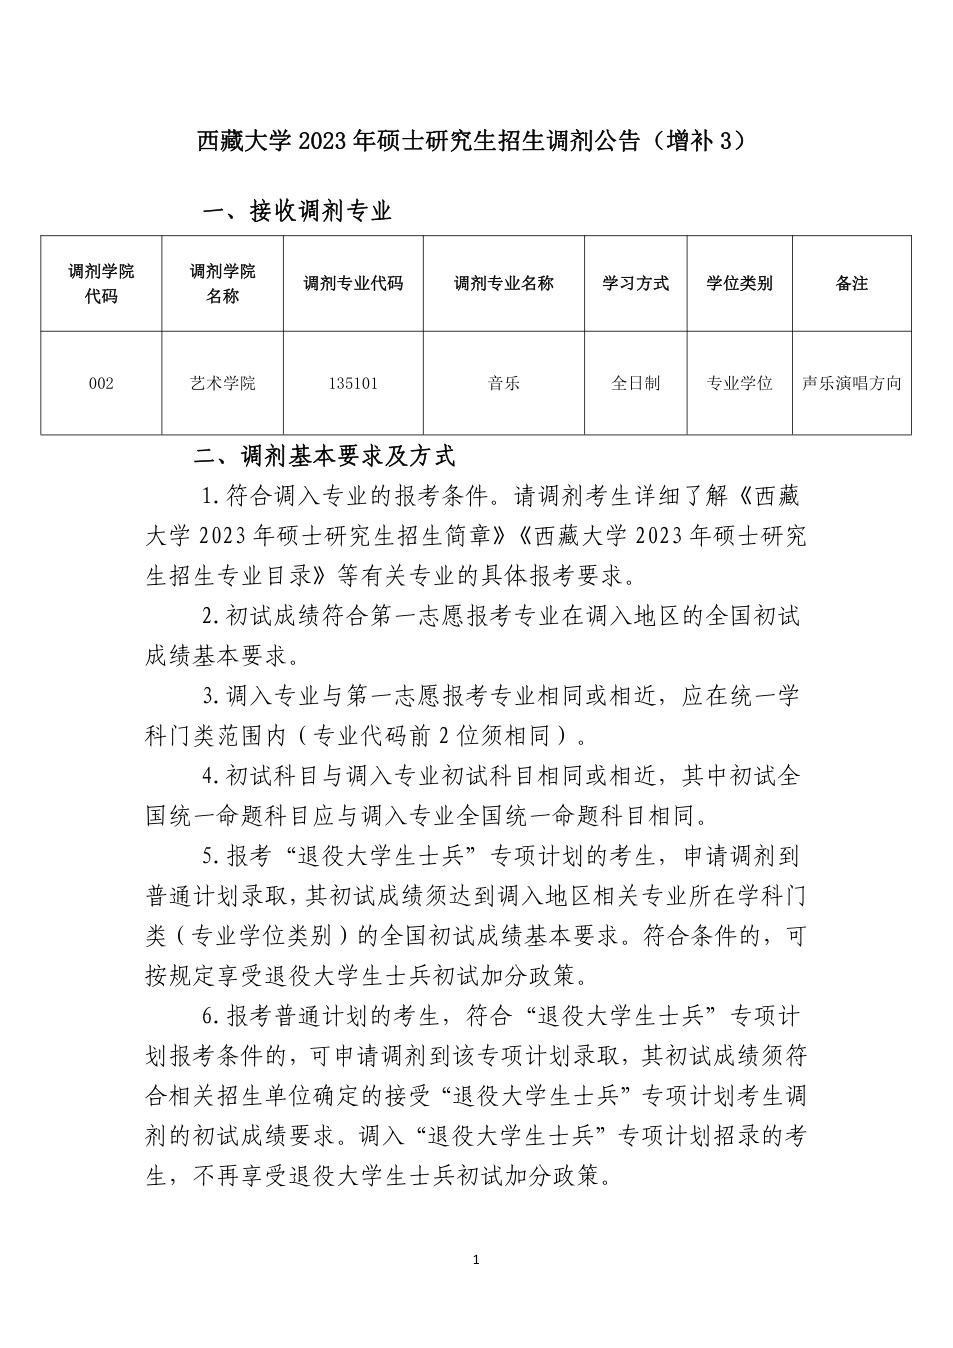 西藏大学 2023 年硕士研究生招生调剂公告（增补 3）
一、接收调剂专业
调剂学院代码 调剂学院名称 调剂专业代码 调剂专业名称 学习方式 学位类别 备注
002 艺术学院 135101 音乐 全日制 专业学位 声乐演唱方向
二、调剂基本要求及方式
1.符合调入专业的报考条件。请调剂考生详细了解《西藏
大学 2023 年硕士研究生招生简章》《西藏大学 2023 年硕士研究
生招生专业目录》等有关专业的具体报考要求。
2.初试成绩符合第一志愿报考专业在调入地区的全国初试
成绩基本要求。
3.调入专业与第一志愿报考专业相同或相近，应在统一学
科门类范围内（专业代码前 2 位须相同）。
4.初试科目与调入专业初试科目相同或相近，其中初试全
国统一命题科目应与调入专业全国统一命题科目相同。
5.报考“退役大学生士兵”专项计划的考生，申请调剂到
普通计划录取，其初试成绩须达到调入地区相关专业所在学科门
类（专业学位类别）的全国初试成绩基本要求。符合条件的，可
按规定享受退役大学生士兵初试加分政策。
6.报考普通计划的考生，符合“退役大学生士兵”专项计
划报考条件的，可申请调剂到该专项计划录取，其初试成绩须符
合相关招生单位确定的接受“退役大学生士兵”专项计划考生调
剂的初试成绩要求。调入“退役大学生士兵”专项计划招录的考
生，不再享受退役大学生士兵初试加分政策。
1